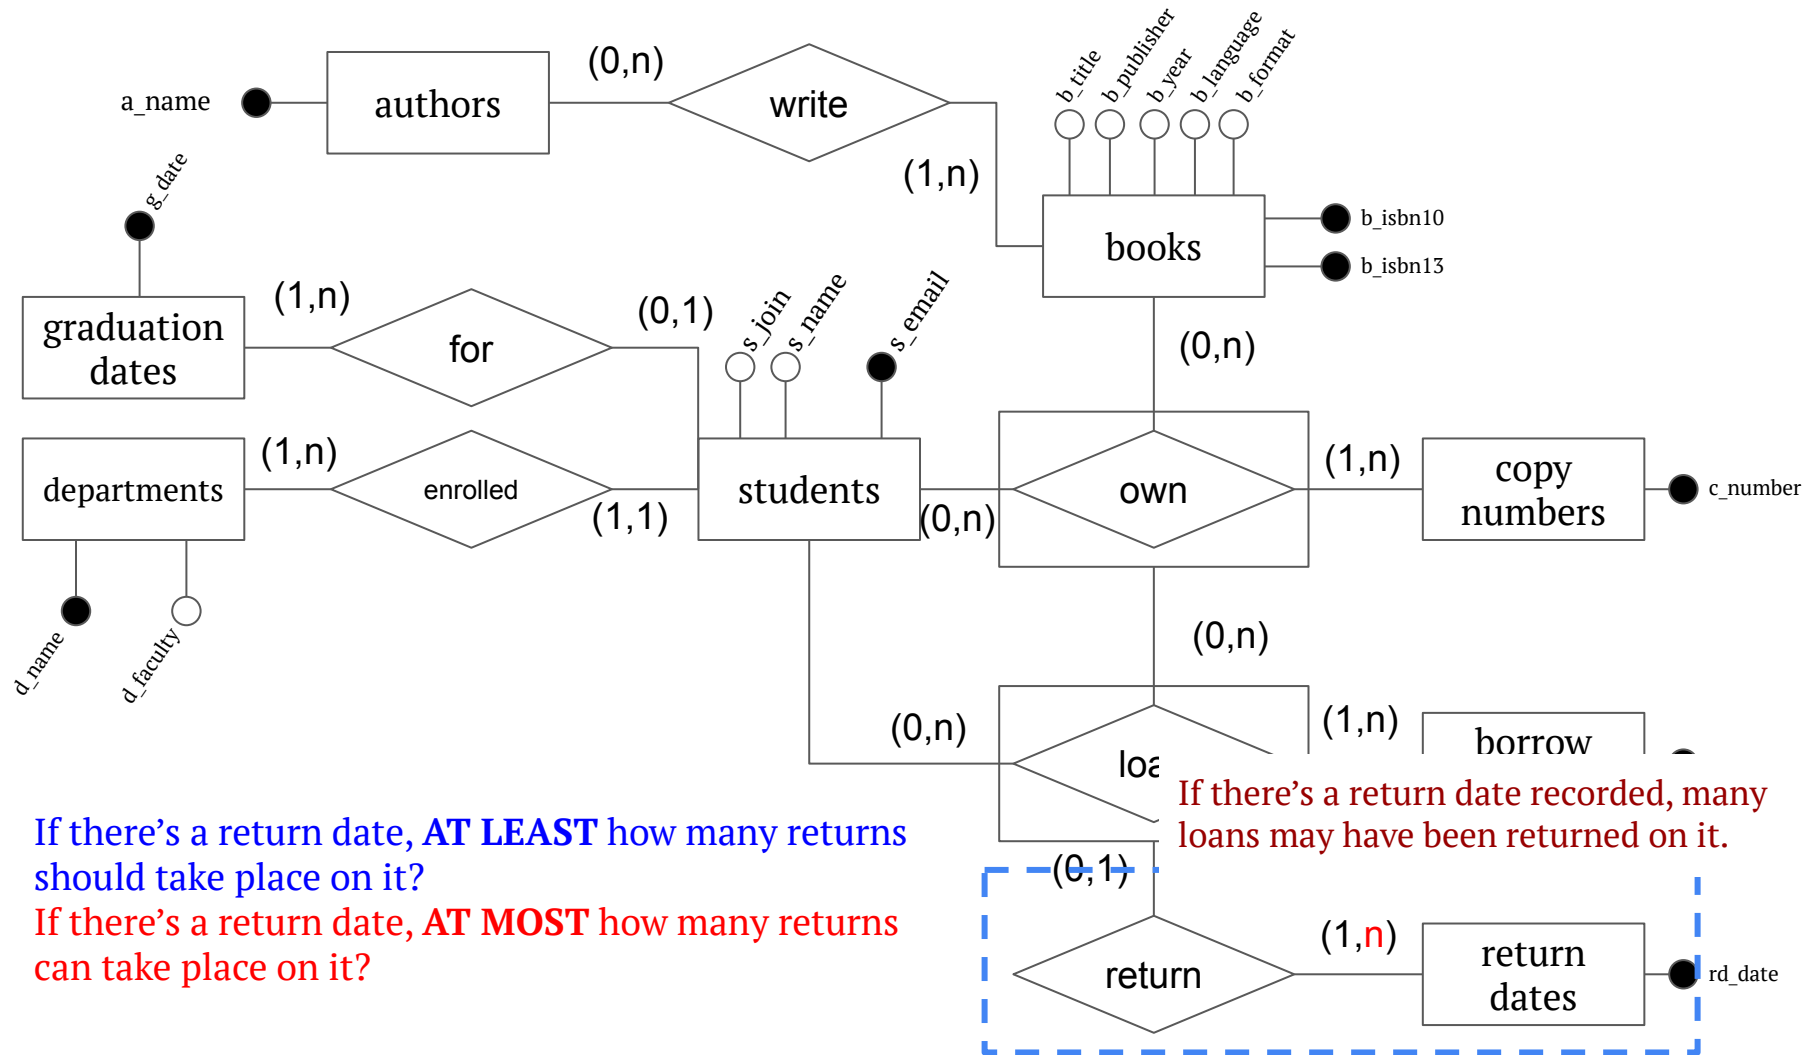 a_name
authors
(0,n)
write
(1,n)
b_title
b_publisher
b_year
b_language
b_format
books
b_isbn10
b_isbn13
g_date
graduation
dates
(1,n)
for
(0,1)
s_join
s_name
s_email
(0,n)
departments
(1,n)
enrolled
(1,1)
students
(0,n)
own
(1,n)
copy
numbers
c_number
d_name
d_faculty
(0,n)
(0,n)
(1,n)
borrow
If there’s a return date recorded, many
loans may have been returned on it.
If there’s a return date, AT LEAST how many returns
should take place on it?
If there’s a return date, AT MOST how many returns
can take place on it?
(0,1)
return
(1,n)
return
dates
rd_date